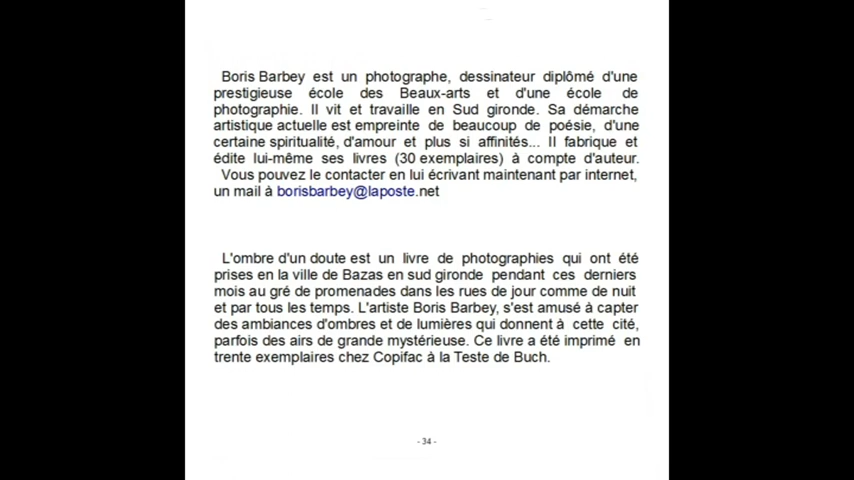 Boris Barbey est un photographe, dessinateur diplômé d'une
prestigieuse école des Beaux-arts et d'une école de
photographie. Il vit et travaille en Sud gironde. Sa démarche
artistique actuelle est empreinte de beaucoup de poésie, d'une
certaine spiritualité, d'amour et plus si affinités... Il fabrique et
édite lui-même ses livres (30 exemplaires) à compte d'auteur.
Vous pouvez le contacter en lui écrivant maintenant par internet,
un mail à borisbarbey@laposte.net
L'ombre d'un doute est un livre de photographies qui ont été
prises en la ville de Bazas en sud gironde pendant ces derniers
mois au gré de promenades dans les rues de jour comme de nuit
et par tous les temps. L'artiste Boris Barbey, s'est amusé à capter
des ambiances d'ombres et de lumières qui donnent à cette cité,
parfois des airs de grande mystérieuse. Ce livre a été imprimé en
trente exemplaires chez Copifac à la Teste de Buch.
- 34 -